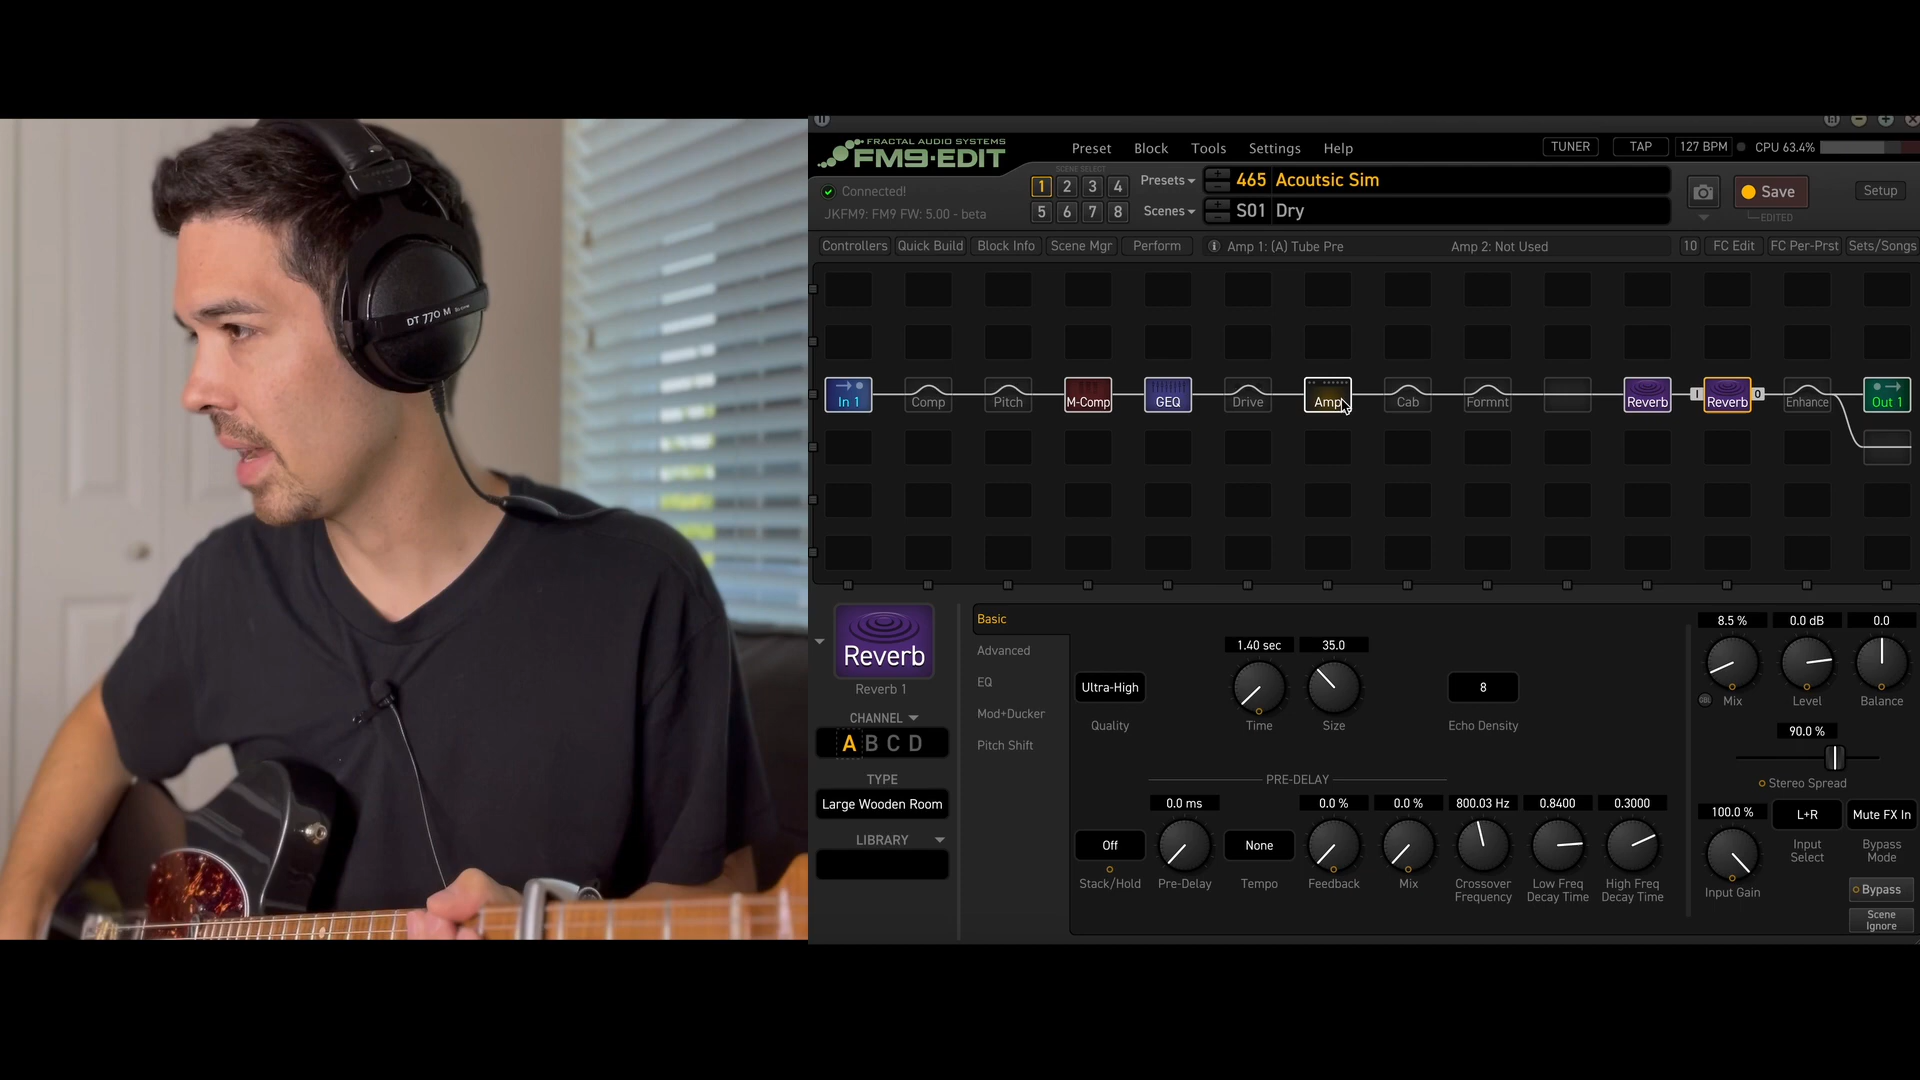 DT 770 M
FRACTAL AUDIO SYSTEMS
FM9-EDIT
Preset Block Tools Settings Help
TUNER TAP 127 BPM CPU 63.4%
SCENE SELECT
Connected!
JKFM9: FM9 FW: 5.00 - beta
1 2 3 4
5 6 7 8
Presets 465 Acoutsic Sim
Scenes S01 Dry
Save
EDITED
Setup
Controllers Quick Build Block Info Scene Mgr Perform Amp 1: (A) Tube Pre Amp 2: Not Used 10 FC Edit FC Per-Prst Sets/Songs
In 1 Comp Pitch M-Comp GEQ Drive Amp Cab Formnt Reverb I Reverb O Enhance Out 1
Reverb
Reverb 1
CHANNEL
A B C D
TYPE
Large Wooden Room
LIBRARY
Basic
Advanced
EQ
Mod+Ducker
Pitch Shift
1.40 sec 35.0
Ultra-High 8
Quality Time Size Echo Density
PRE-DELAY
0.0 ms 0.0 % 0.0 % 800.03 Hz 0.8400 0.3000
Off None
Stack/Hold Pre-Delay Tempo Feedback Mix Crossover Frequency Low Freq Decay Time High Freq Decay Time
8.5 % 0.0 dB 0.0
Mix Level Balance
90.0 %
Stereo Spread
100.0 % L+R Mute FX In
Input Gain Input Select Bypass Mode
Bypass
Scene Ignore